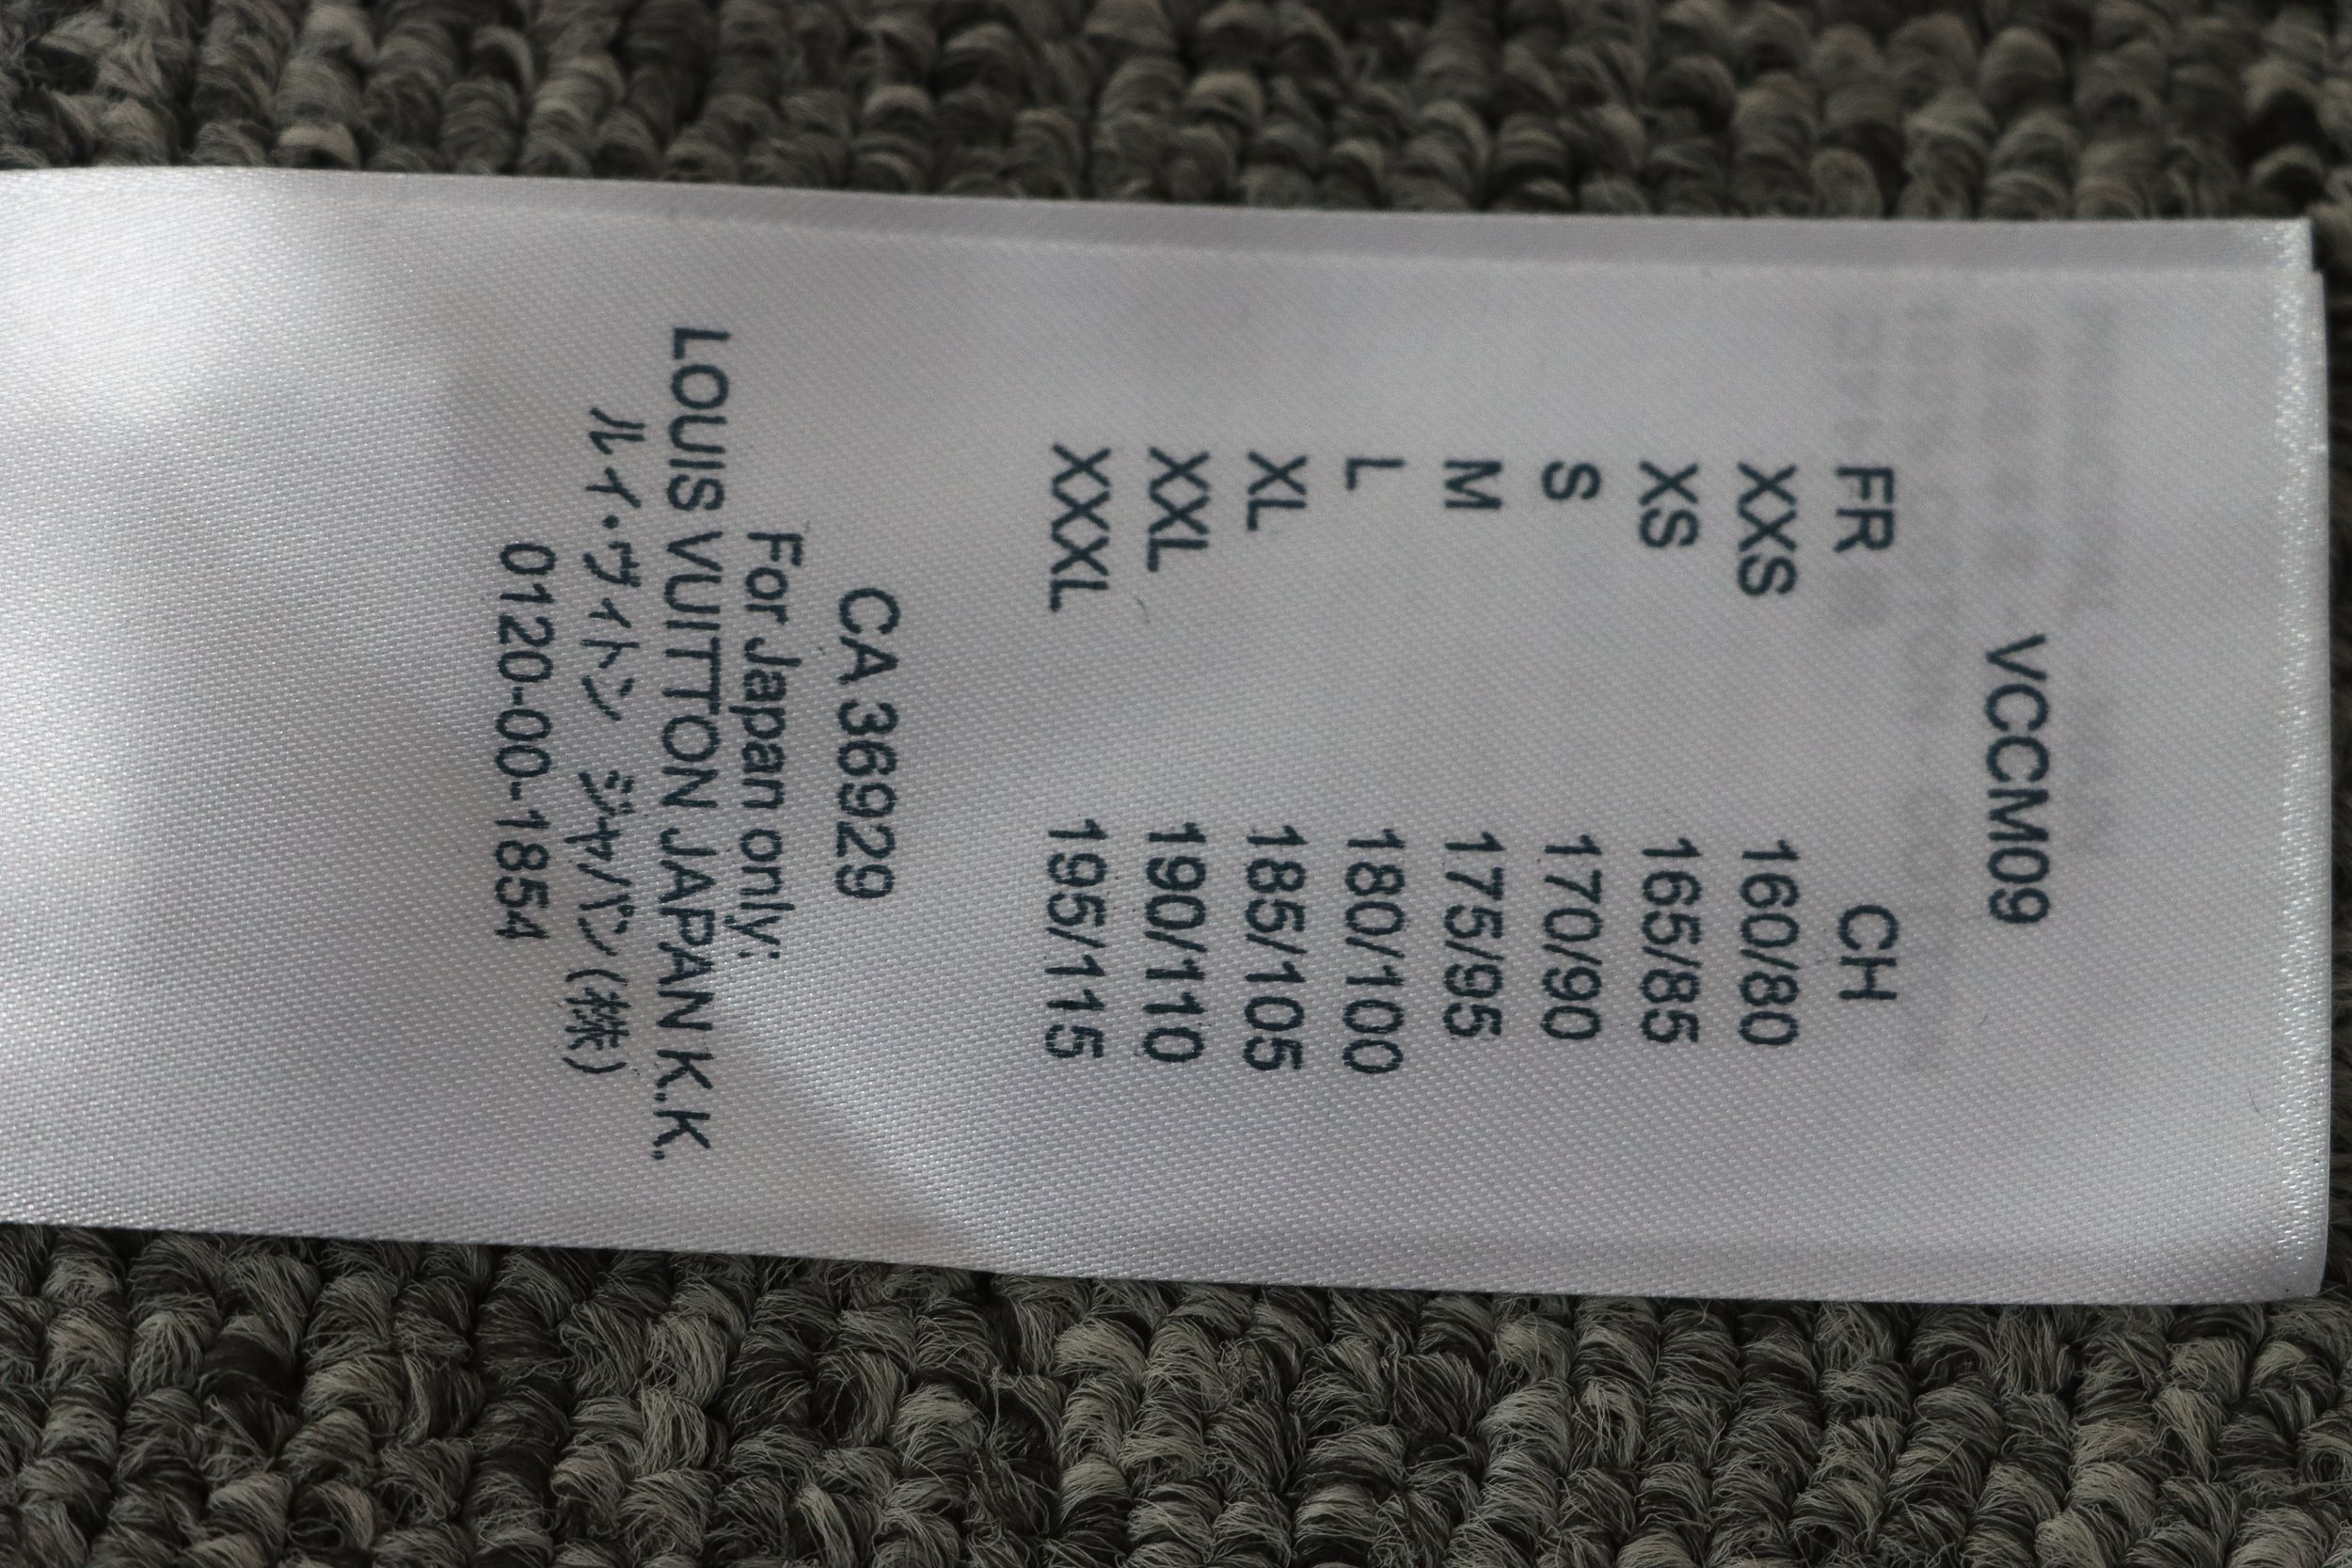 VCCM09
FR CH
XXS 160/80
XS 165/85
S 170/90
M 175/95
L 180/100
XL 185/105
XXL 190/110
XXXL 195/115
CA 36929
For Japan only:
LOUIS VUITTON JAPAN K.K.
ルイ・ヴィトン ジャパン(株)
0120-00-1854